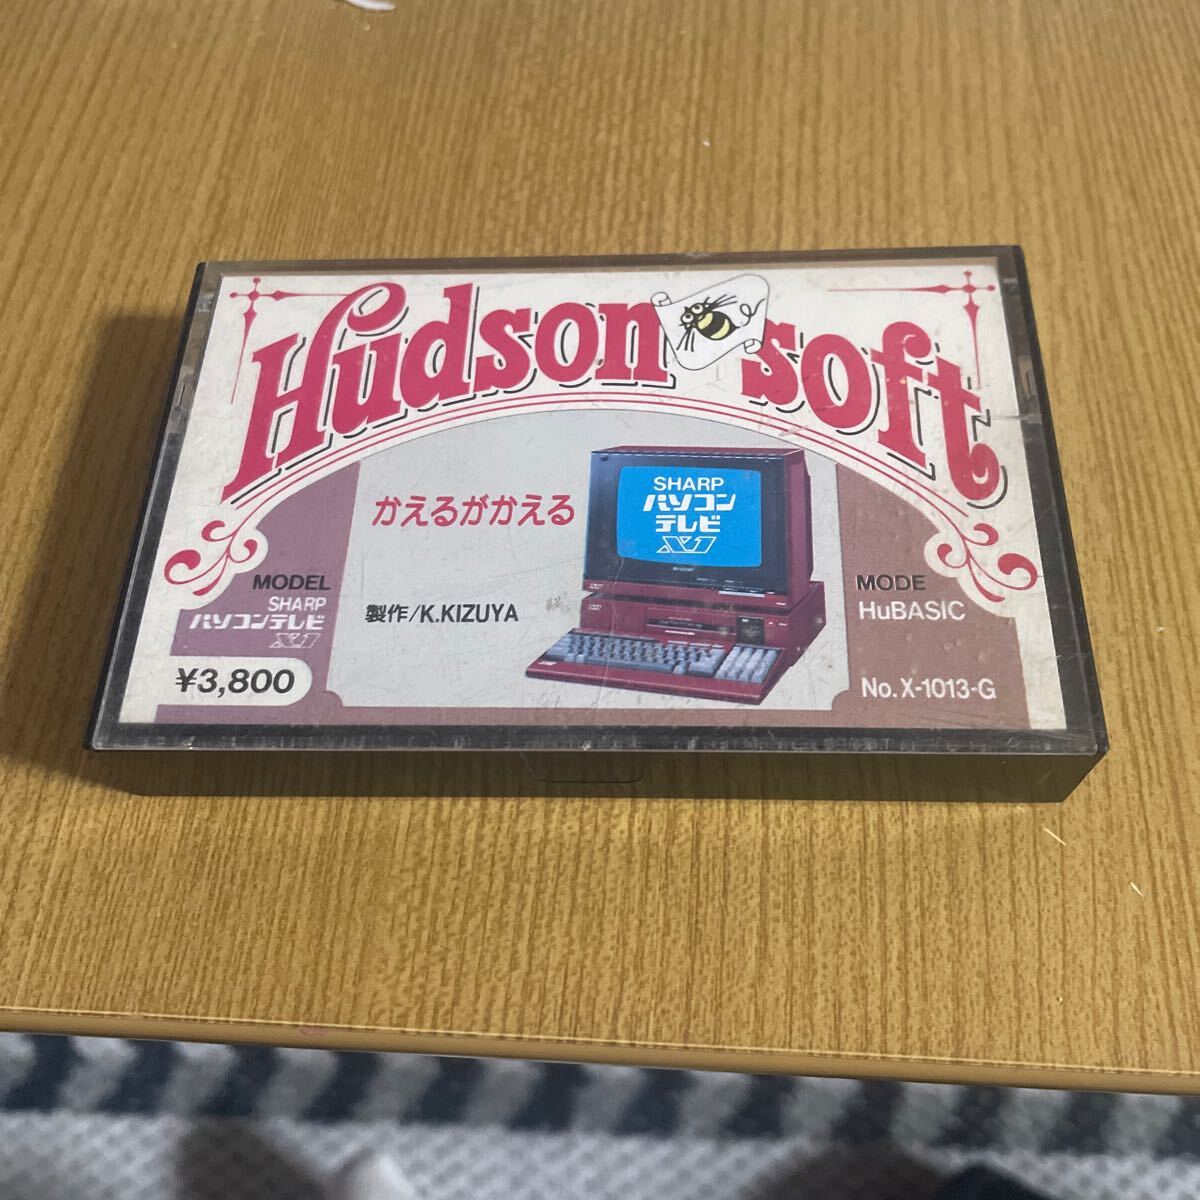 Hudson soft
かえるがかえる
SHARP
パソコン
テレビ
X1
MODEL
SHARP
パソコンテレビ
X1
製作/K.KIZUYA
MODE
HuBASIC
¥3,800
No.X-1013-G